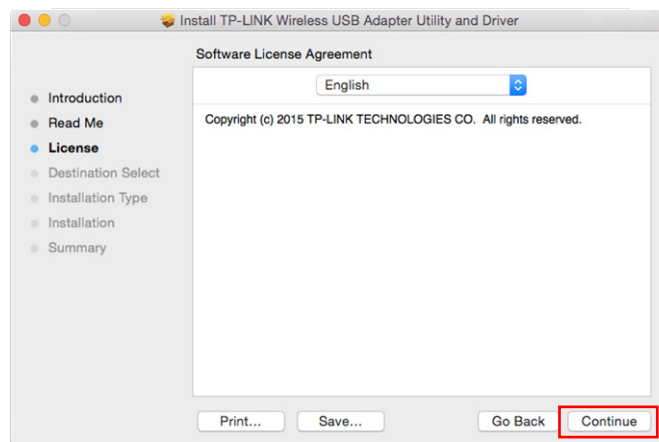 Install TP-LINK Wireless USB Adapter Utility and Driver
Software License Agreement
English
Introduction
Read Me
License
Destination Select
Installation Type
Installation
Summary
Copyright (c) 2015 TP-LINK TECHNOLOGIES CO.  All rights reserved.
Print...
Save...
Go Back
Continue